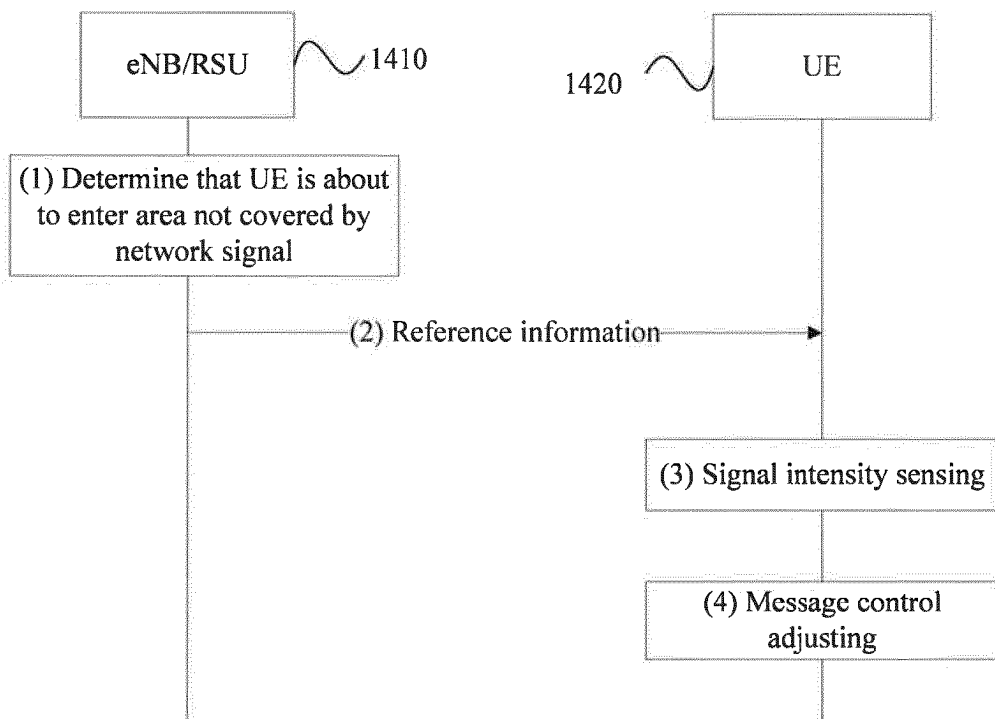 eNB/RSU
1410
1420
UE
(1) Determine that UE is about
to enter area not covered by
network signal
(2) Reference information
(3) Signal intensity sensing
(4) Message control
adjusting